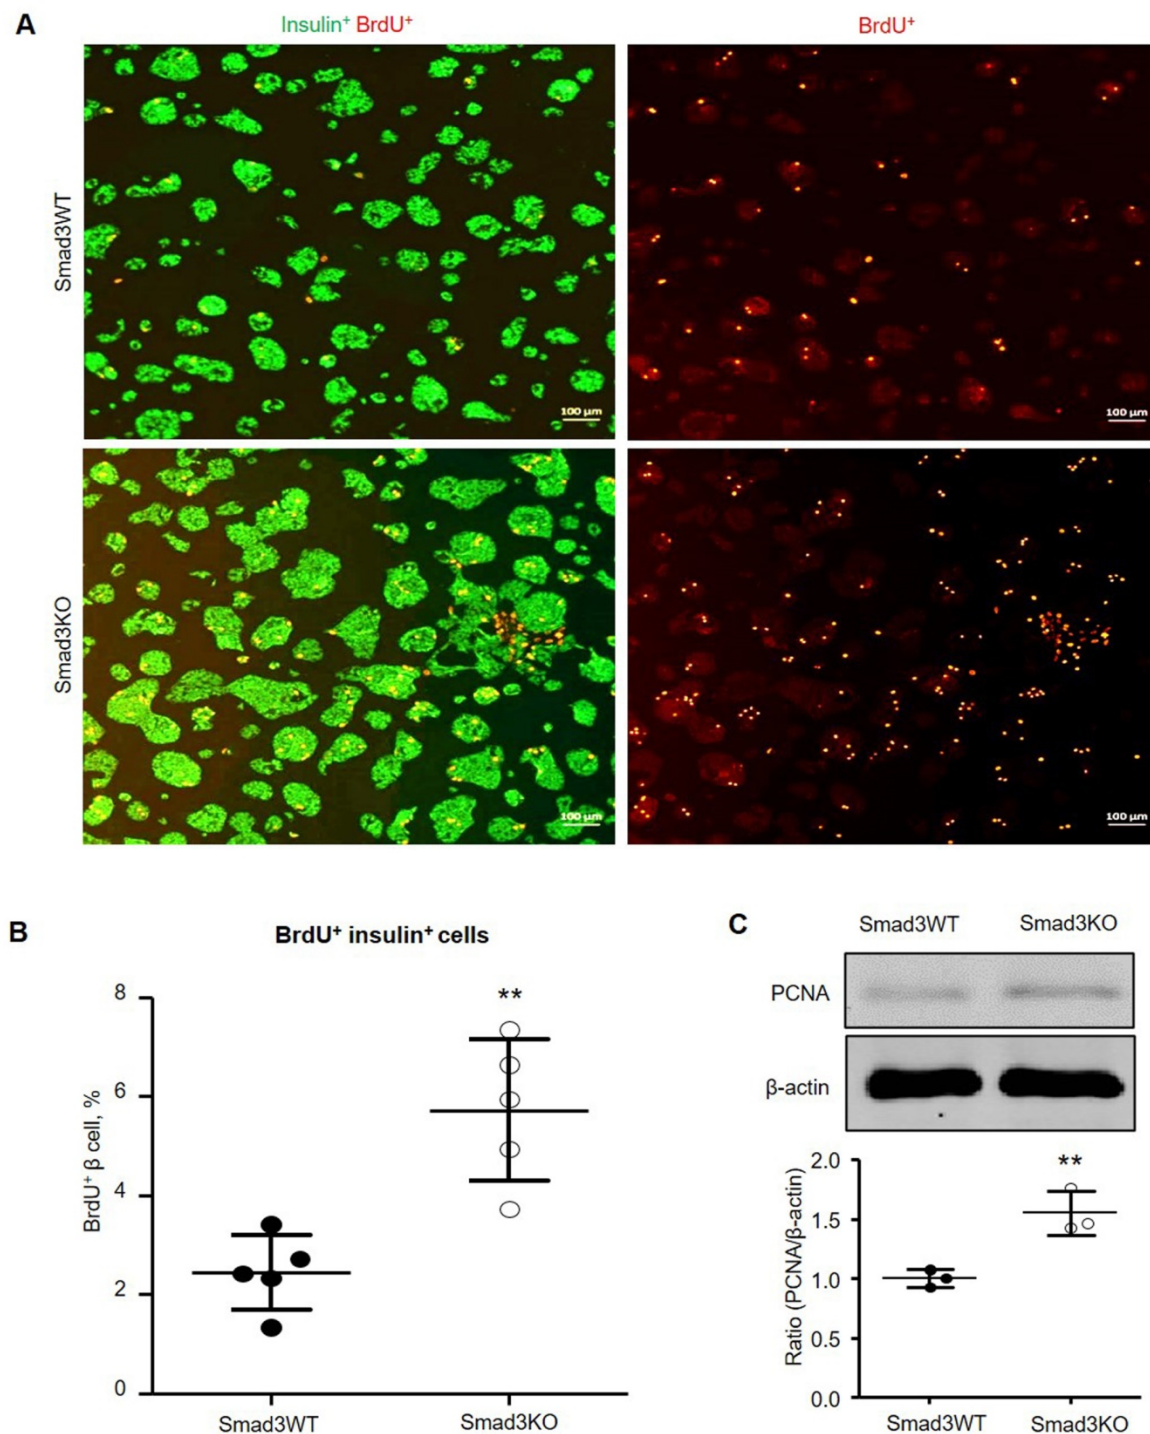 A
Insulin⁺ BrdU⁺
BrdU⁺
Smad3WT
100 μm
100 μm
Smad3KO
100 μm
100 μm
B
BrdU⁺ insulin⁺ cells
BrdU⁺ β cell, %
8
6
4
2
0
**
Smad3WT
Smad3KO
C
Smad3WT
Smad3KO
PCNA
β-actin
Ratio (PCNA/β-actin)
2.0
1.5
1.0
0.5
0.0
**
Smad3WT
Smad3KO